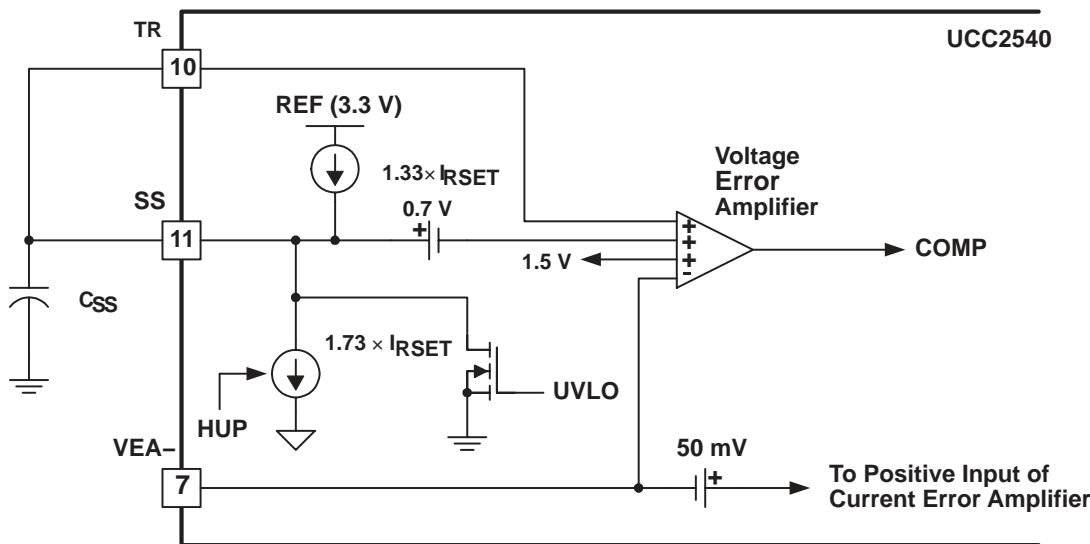 TR
UCC2540
10
REF (3.3 V)
1.33× IRSET
Voltage
Error
Amplifier
SS
0.7 V
+
11
+
+
+
-
1.5 V
COMP
CSS
1.73 × IRSET
UVLO
HUP
VEA–
50 mV
7
+
To Positive Input of
Current Error Amplifier